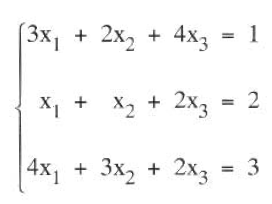 3x₁ + 2x₂ + 4x₃ = 1
x₁ + x₂ + 2x₃ = 2
4x₁ + 3x₂ + 2x₃ = 3